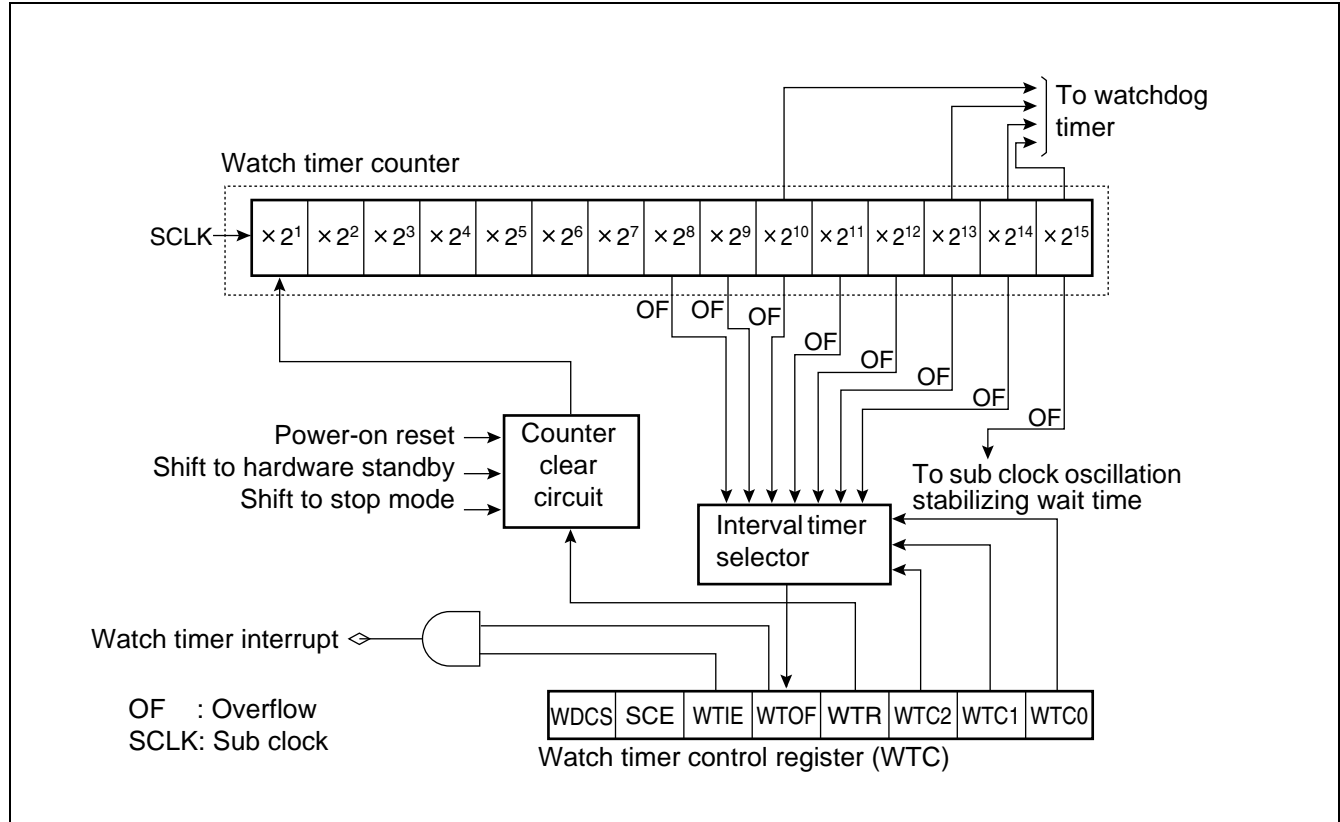 To watchdog
timer
Watch timer counter
SCLK
× 2¹ × 2² × 2³ × 2⁴ × 2⁵ × 2⁶ × 2⁷ × 2⁸ × 2⁹ × 2¹⁰ × 2¹¹ × 2¹² × 2¹³ × 2¹⁴ × 2¹⁵
OF OF OF
OF
OF
OF
OF
OF
Power-on reset
Shift to hardware standby
Shift to stop mode
Counter
clear
circuit
To sub clock oscillation
stabilizing wait time
Interval timer
selector
Watch timer interrupt
OF : Overflow
SCLK: Sub clock
WDCS SCE WTIE WTOF WTR WTC2 WTC1 WTC0
Watch timer control register (WTC)